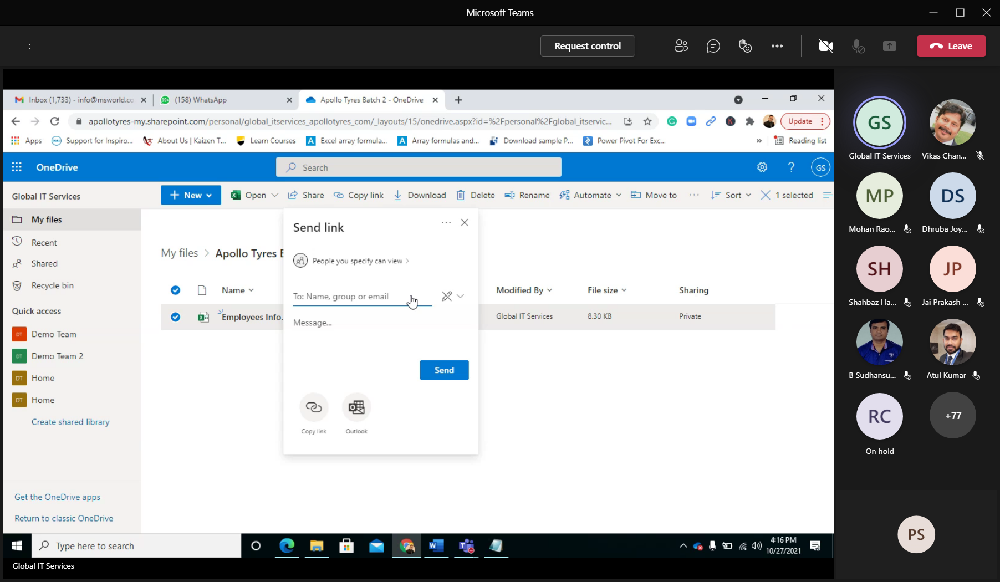 Microsoft Teams
--:--
Request control
Leave
Inbox (1,733) - info@msworld.co
99+
(158) WhatsApp
Apollo Tyres Batch 2 - OneDrive
apollotyres-my.sharepoint.com/personal/global_itservices_apollotyres_com/_layouts/15/onedrive.aspx?id=%2Fpersonal%2Fglobal_itservic...
Update
Apps
Support for Inspiro...
About Us | Kaizen T...
Learn Courses
Excel array formula...
Array formulas and...
Download sample P...
Power Pivot For Exc...
»
Reading list
OneDrive
Search
GS
Global IT Services
New
Open
Share
Copy link
Download
Delete
Rename
Automate
Move to
Sort
1 selected
My files
Recent
Shared
Recycle bin
Quick access
DT Demo Team
DT Demo Team 2
DT Home
DT Home
Create shared library
Get the OneDrive apps
Return to classic OneDrive
My files > Apollo Tyres B
Name
Modified By
File size
Sharing
Employees Info.
Global IT Services
8.30 KB
Private
Send link
People you specify can view
To: Name, group or email
Message...
Send
Copy link
Outlook
Type here to search
4:16 PM
10/27/2021
Global IT Services
GS
Global IT Services
Vikas Chan...
MP
Mohan Rao...
DS
Dhruba Joy...
SH
Shahbaz Ha...
JP
Jai Prakash ...
B Sudhansu...
Atul Kumar
RC
On hold
+77
PS